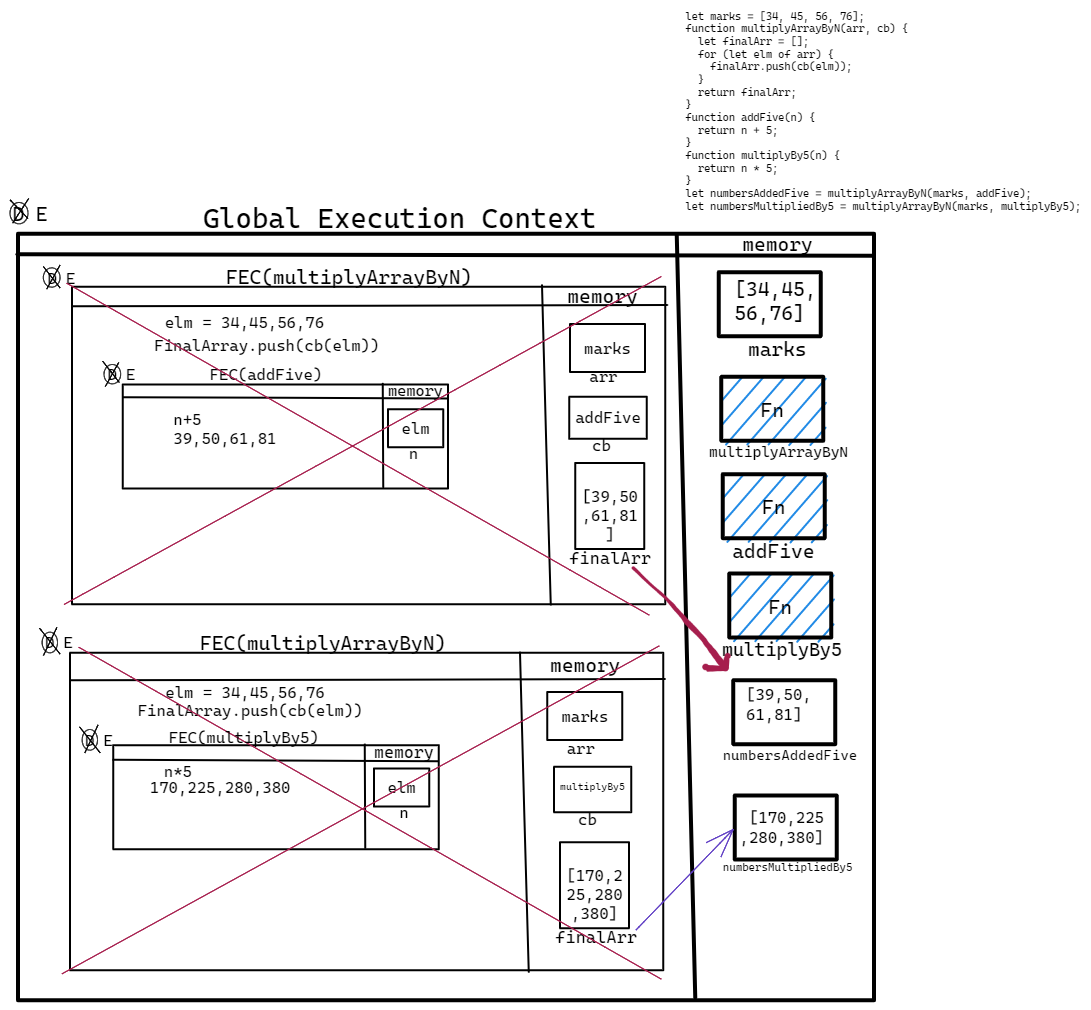 let marks = [34, 45, 56, 76];
function multiplyArrayByN(arr, cb) {
  let finalArr = [];
  for (let elm of arr) {
    finalArr.push(cb(elm));
  }
  return finalArr;
}
function addFive(n) {
  return n + 5;
}
function multiplyBy5(n) {
  return n * 5;
}
let numbersAddedFive = multiplyArrayByN(marks, addFive);
let numbersMultipliedBy5 = multiplyArrayByN(marks, multiplyBy5);
D E
Global Execution Context
D E
FEC(multiplyArrayByN)
memory
elm = 34,45,56,76
FinalArray.push(cb(elm))
D E
FEC(addFive)
memory
n+5
39,50,61,81
elm
n
marks
arr
addFive
cb
[39,50
,61,81
]
finalArr
D E
FEC(multiplyArrayByN)
memory
elm = 34,45,56,76
FinalArray.push(cb(elm))
D E
FEC(multiplyBy5)
memory
n*5
170,225,280,380
elm
n
marks
arr
multiplyBy5
cb
[170,2
25,280
,380]
finalArr
memory
[34,45,
56,76]
marks
Fn
multiplyArrayByN
Fn
addFive
Fn
multiplyBy5
[39,50,
61,81]
numbersAddedFive
[170,225
,280,380]
numbersMultipliedBy5